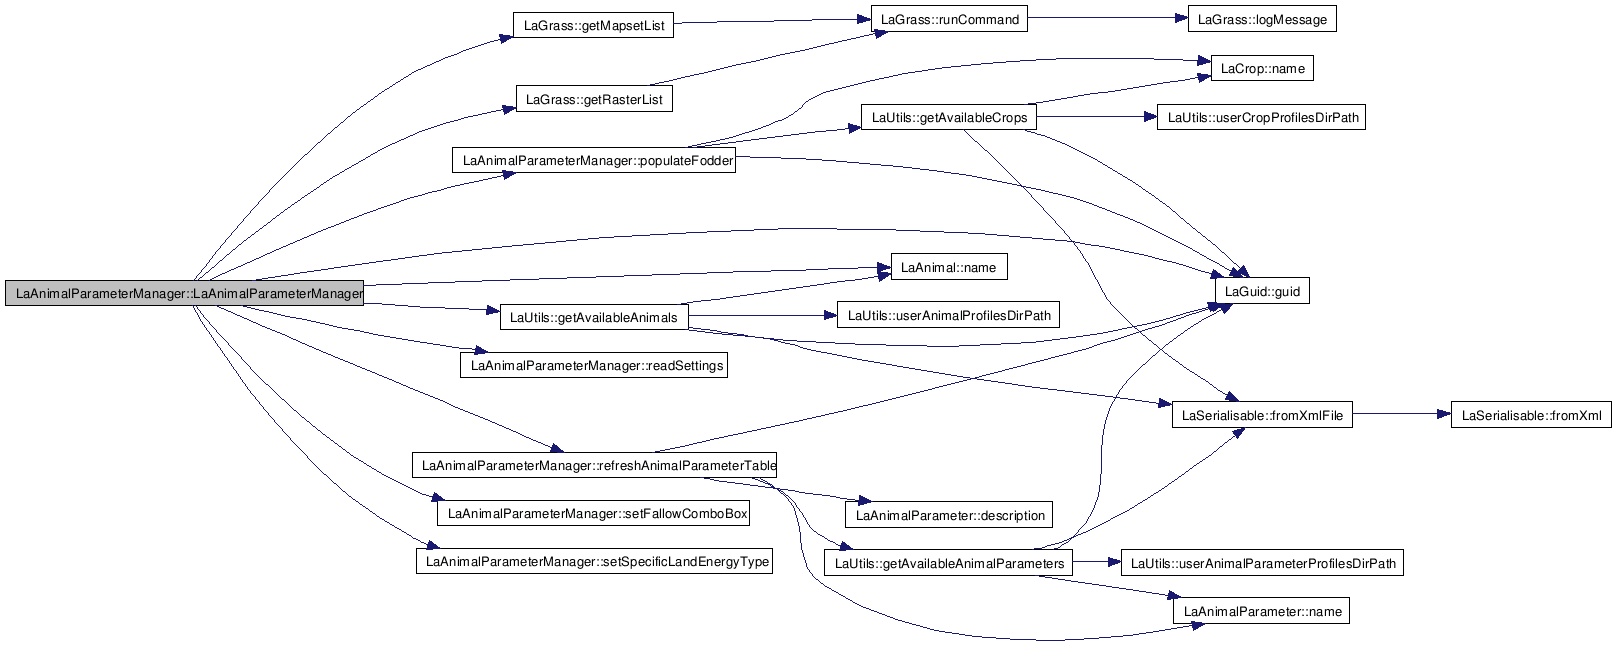 LaGrass::getMapsetList
LaGrass::runCommand
LaGrass::logMessage
LaCrop::name
LaGrass::getRasterList
LaUtils::getAvailableCrops
LaUtils::userCropProfilesDirPath
LaAnimalParameterManager::populateFodder
LaAnimal::name
LaGuid::guid
LaAnimalParameterManager::LaAnimalParameterManager
LaUtils::getAvailableAnimals
LaUtils::userAnimalProfilesDirPath
LaAnimalParameterManager::readSettings
LaSerialisable::fromXmlFile
LaSerialisable::fromXml
LaAnimalParameterManager::refreshAnimalParameterTable
LaAnimalParameterManager::setFallowComboBox
LaAnimalParameter::description
LaAnimalParameterManager::setSpecificLandEnergyType
LaUtils::getAvailableAnimalParameters
LaUtils::userAnimalParameterProfilesDirPath
LaAnimalParameter::name